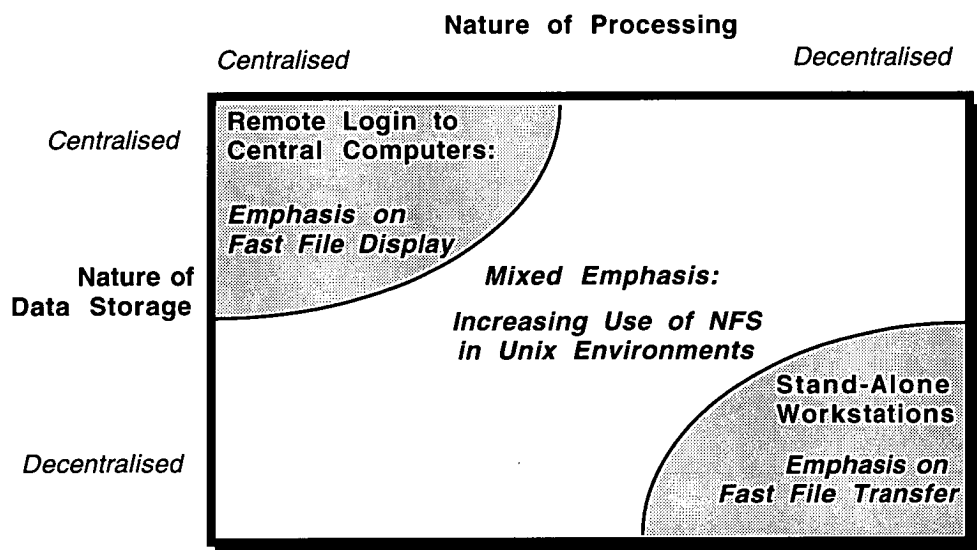 Nature of Processing
Centralised
Decentralised
Centralised
Remote Login to
Central Computers:
Emphasis on
Fast File Display
Nature of
Data Storage
Mixed Emphasis:
Increasing Use of NFS
in Unix Environments
Stand-Alone
Workstations
Decentralised
Emphasis on
Fast File Transfer